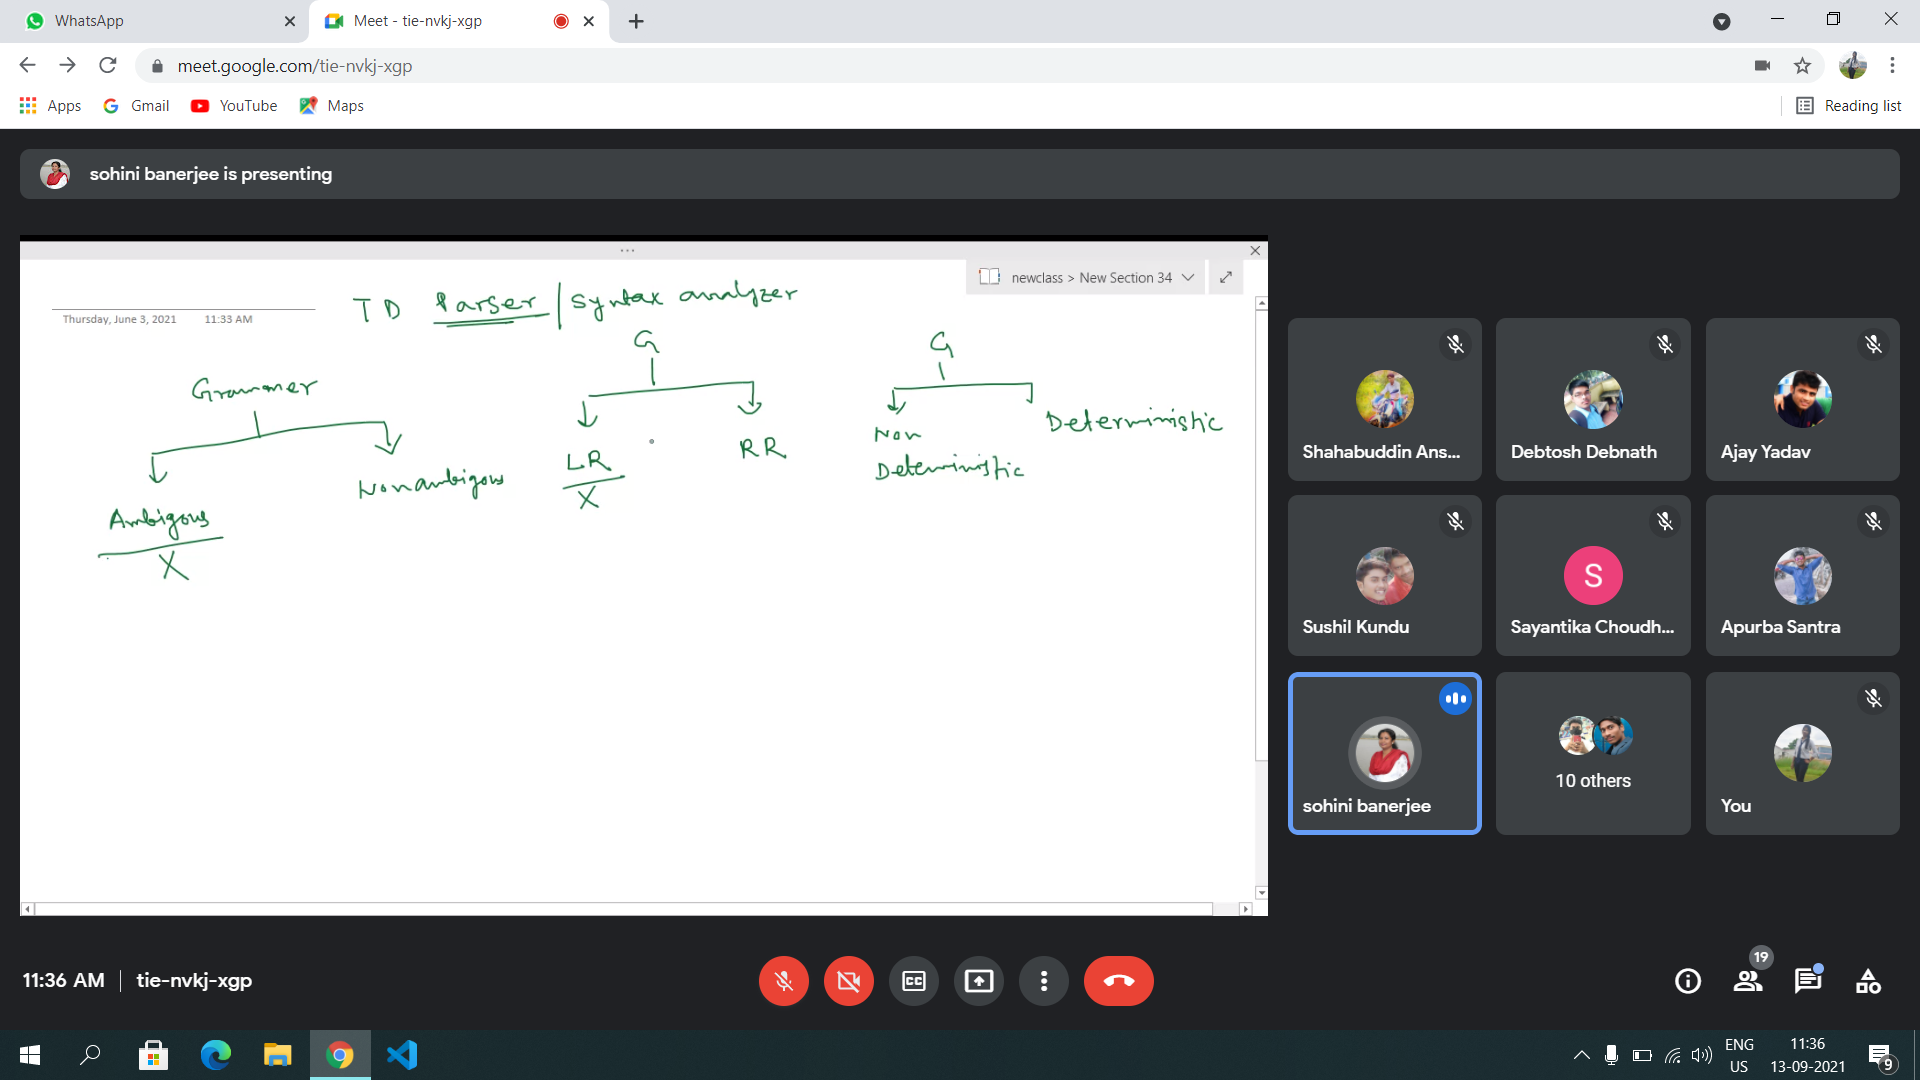 WhatsApp
Meet - tie-nvkj-xgp
meet.google.com/tie-nvkj-xgp
Apps Gmail YouTube Maps
Reading list
sohini banerjee is presenting
newclass > New Section 34
Thursday, June 3, 2021 11:33 AM
TD Parser | Syntax analyzer
Grammer
Ambigous
X
Nonambigous
G
LR
X
RR
G
Non
Deterministic
Deterministic
Shahabuddin Ans...
Debtosh Debnath
Ajay Yadav
Sushil Kundu
S
Sayantika Choudh...
Apurba Santra
sohini banerjee
10 others
You
11:36 AM | tie-nvkj-xgp
19
ENG
US
11:36
13-09-2021
9